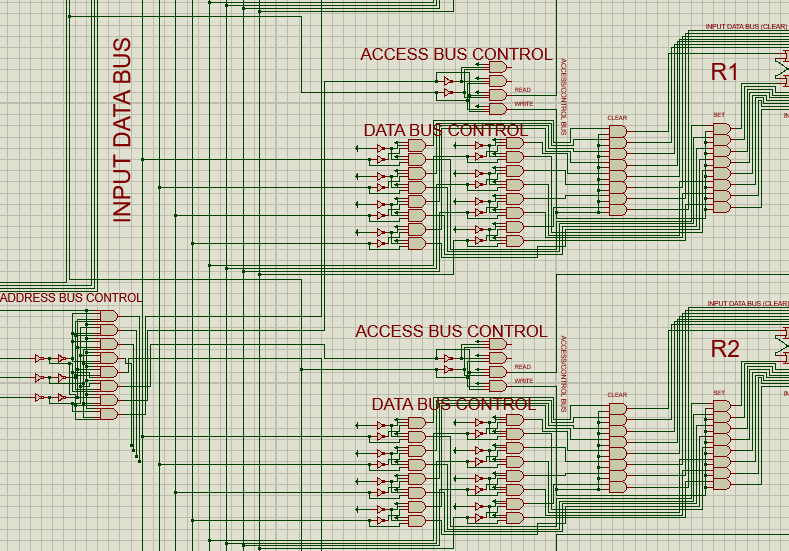 INPUT DATA BUS (CLEAR)
ACCESS BUS CONTROL
R1
INPUT DATA BUS
ACCESS/CONTROL BUS
READ
WRITE
CLEAR
SET
DATA BUS CONTROL
ADDRESS BUS CONTROL
INPUT DATA BUS (CLEAR)
ACCESS BUS CONTROL
R2
ACCESS/CONTROL BUS
READ
WRITE
CLEAR
SET
DATA BUS CONTROL